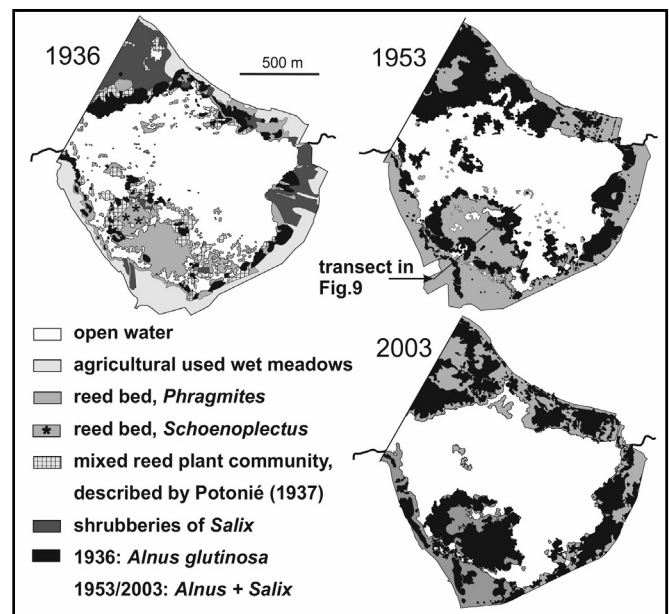 1936
500 m
1953
transect in
Fig.9
open water
agricultural used wet meadows
reed bed, Phragmites
reed bed, Schoenoplectus
mixed reed plant community,
described by Potonié (1937)
shrubberies of Salix
1936: Alnus glutinosa
1953/2003: Alnus + Salix
2003